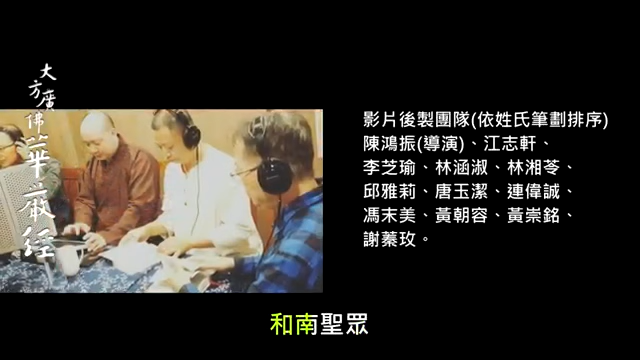 大方廣佛華嚴經
影片後製團隊(依姓氏筆劃排序)
陳鴻振(導演)、江志軒、
李芝瑜、林涵淑、林湘苓、
邱雅莉、唐玉潔、連偉誠、
馮末美、黃朝容、黃崇銘、
謝蓁玫。
和南聖眾